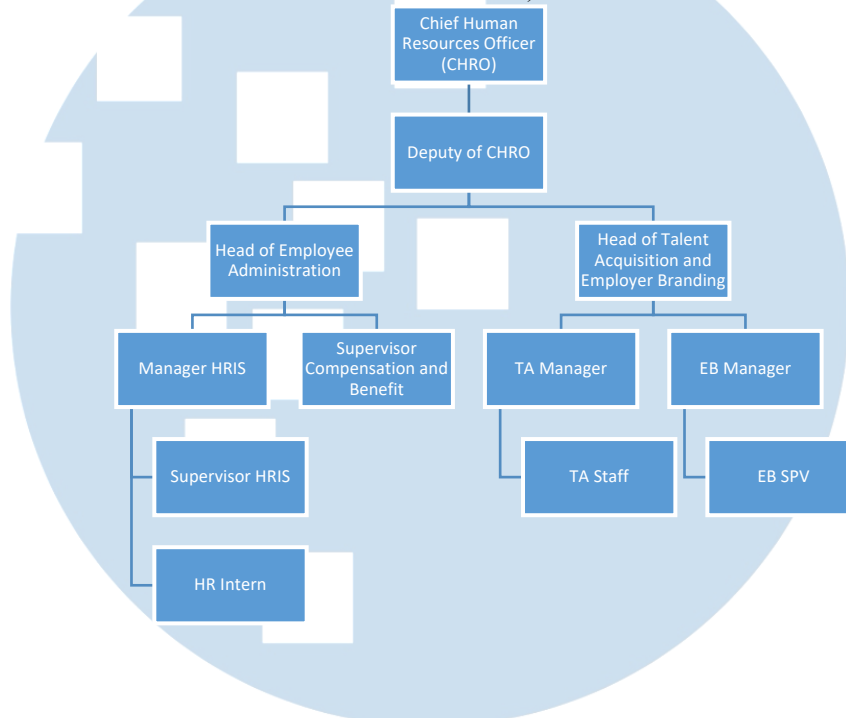 Chief Human
Resources Officer
(CHRO)
Deputy of CHRO
Head of Employee
Administration
Head of Talent
Acquisition and
Employer Branding
Manager HRIS
Supervisor
Compensation and
Benefit
TA Manager
EB Manager
Supervisor HRIS
TA Staff
EB SPV
HR Intern